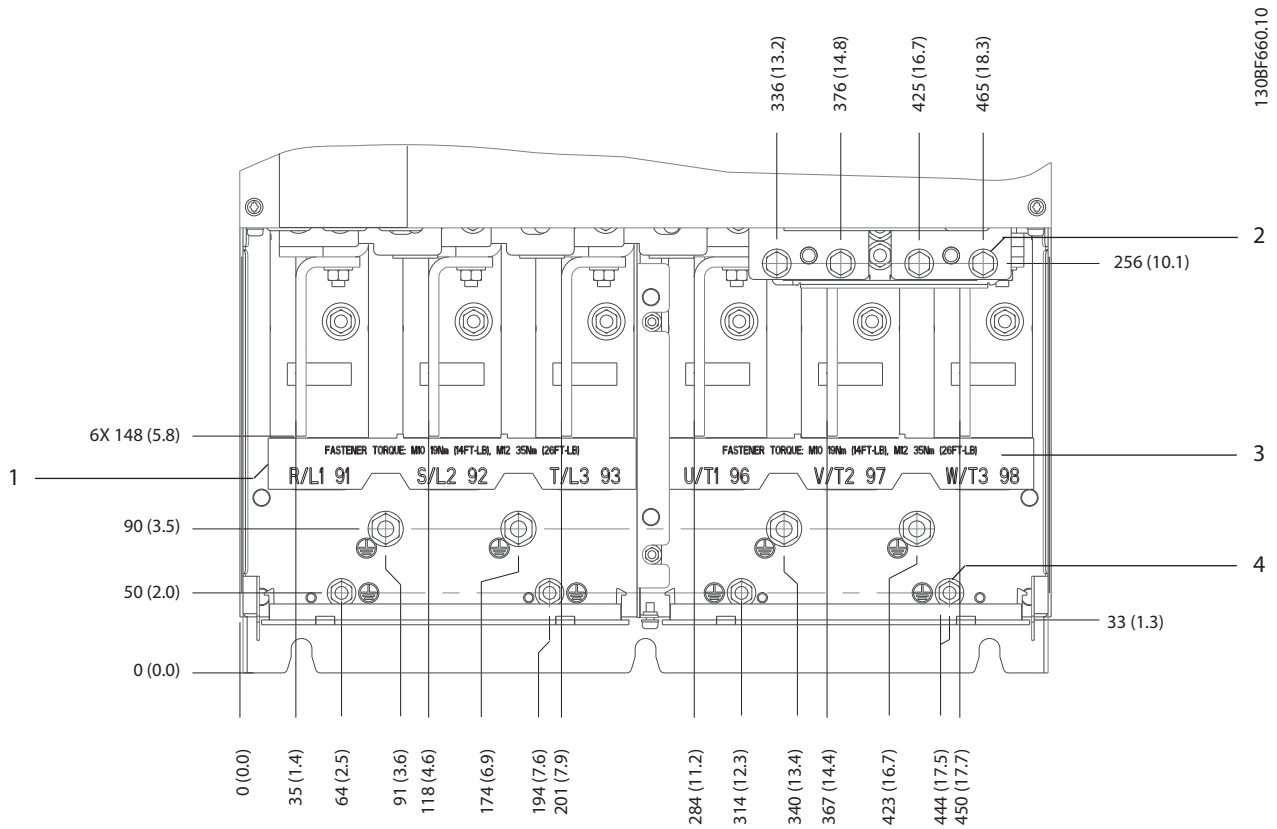 130BF660.10
336 (13.2)
376 (14.8)
425 (16.7)
465 (18.3)
2
256 (10.1)
6X 148 (5.8)
FASTENER TORQUE: M10 19Nm (14FT-LB), M12 35Nm (26FT-LB)
FASTENER TORQUE: M10 19Nm (14FT-LB), M12 35Nm (26FT-LB)
3
1
R/L1 91
S/L2 92
T/L3 93
U/T1 96
V/T2 97
W/T3 98
90 (3.5)
50 (2.0)
4
33 (1.3)
0 (0.0)
0 (0.0)
35 (1.4)
64 (2.5)
91 (3.6)
118 (4.6)
174 (6.9)
194 (7.6)
201 (7.9)
284 (11.2)
314 (12.3)
340 (13.4)
367 (14.4)
423 (16.7)
444 (17.5)
450 (17.7)